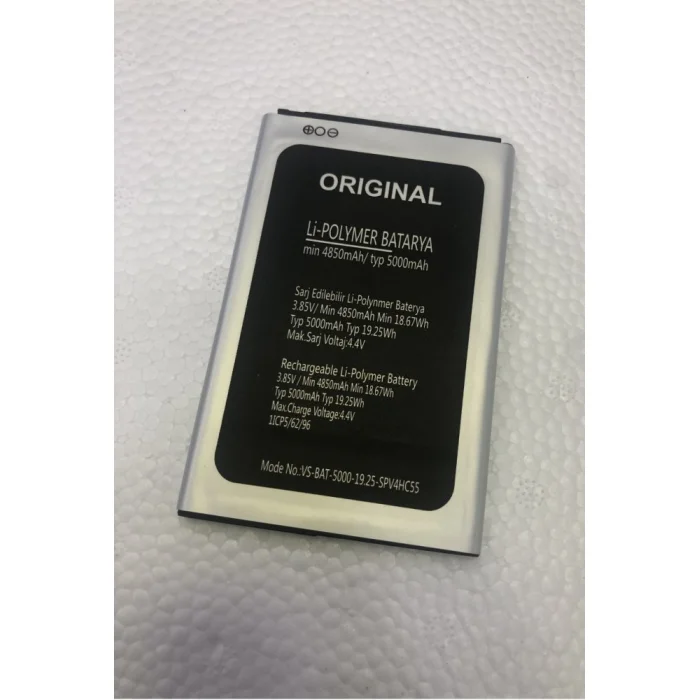 ⊕○⊖
ORIGINAL
Li-POLYMER BATARYA
min 4850mAh/ typ 5000mAh
Sarj Edilebilir Li-Polynmer Baterya
3.85V/ Min 4850mAh Min 18.67Wh
Typ 5000mAh Typ 19.25Wh
Mak.Sarj Voltaj:4.4V
Rechargeable Li-Polymer Battery
3.85V / Min 4850mAh Min 18.67Wh
Typ 5000mAh Typ 19.25Wh
Max.Charge Voltage:4.4V
1ICP5/62/96
Mode No.:VS-BAT-5000-19.25-SPV4HC55